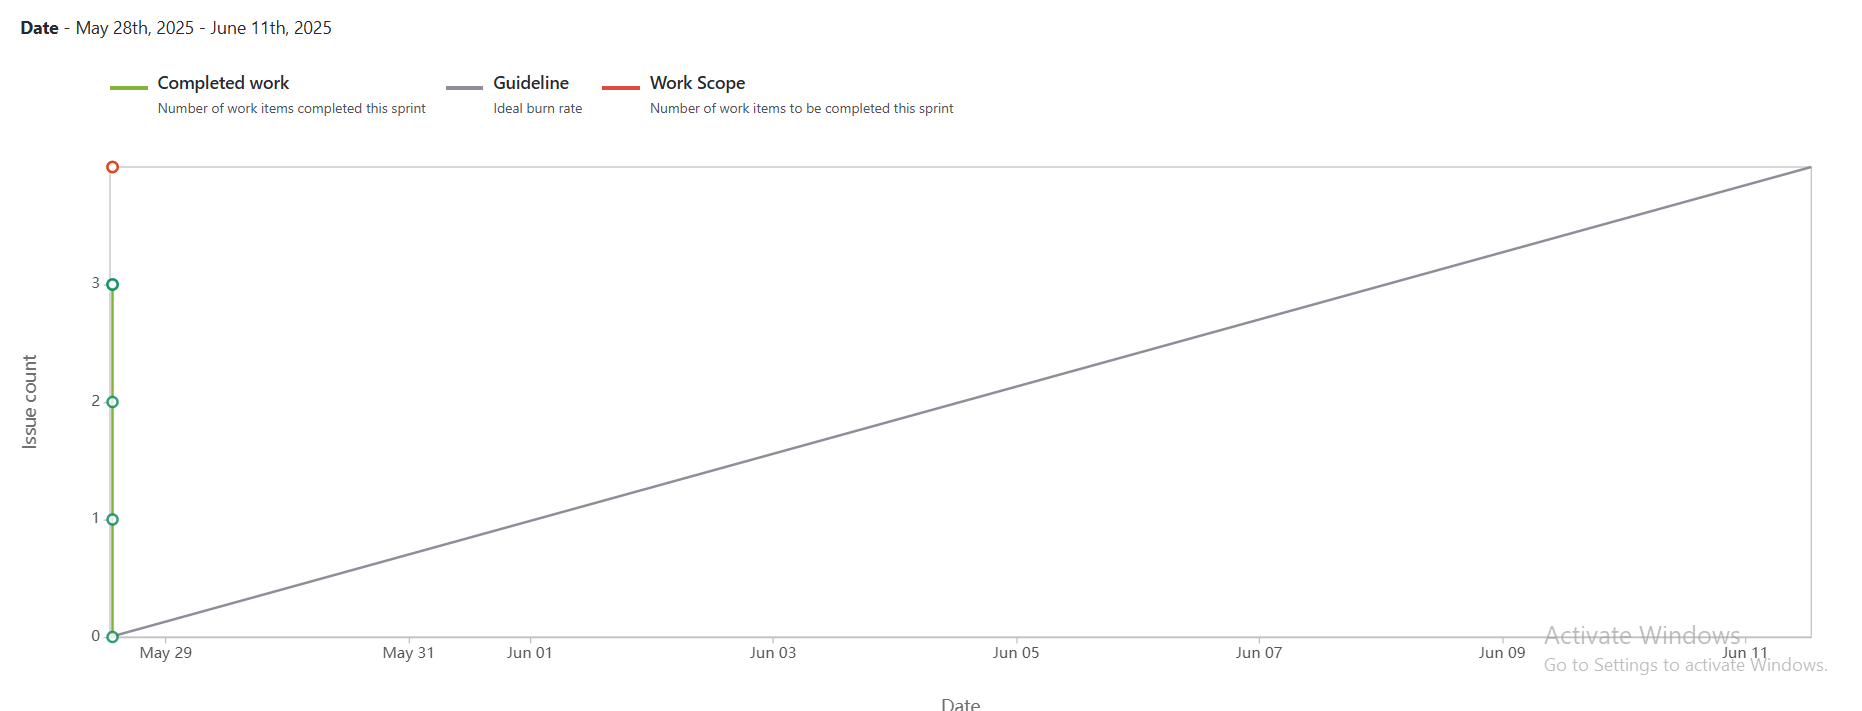 Date - May 28th, 2025 - June 11th, 2025
Completed work
Number of work items completed this sprint
Guideline
Ideal burn rate
Work Scope
Number of work items to be completed this sprint
3
2
1
0
Issue count
May 29
May 31
Jun 01
Jun 03
Jun 05
Jun 07
Jun 09
Jun 11
Date
Activate Windows
Go to Settings to activate Windows.